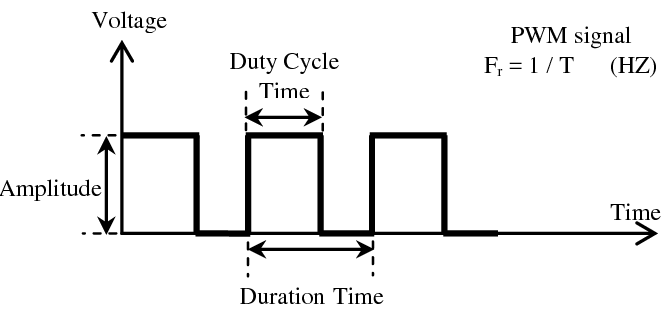 Voltage
PWM signal
Fr = 1 / T (HZ)
Duty Cycle
Time
Amplitude
Time
Duration Time